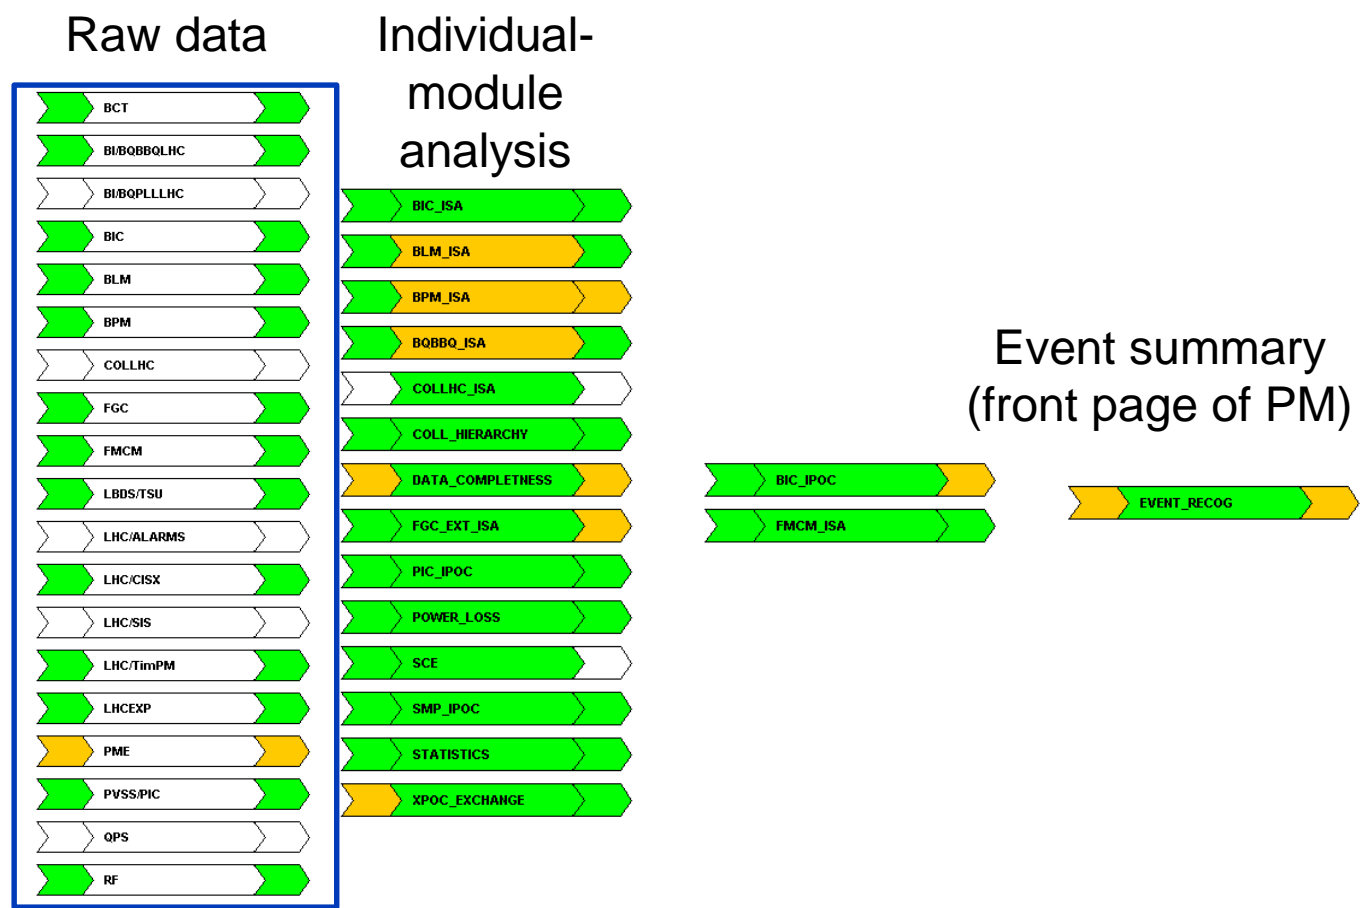 Raw data
BCT
BI/BQBBQLHC
BI/BQPLLLHC
BIC
BLM
BPM
COLLHC
FGC
FMCM
LBDS/TSU
LHC/ALARMS
LHC/CISX
LHC/SIS
LHC/TimPM
LHCEXP
PME
PVSS/PIC
QPS
RF
Individual-
module
analysis
BIC_ISA
BLM_ISA
BPM_ISA
BQBBQ_ISA
COLLHC_ISA
COLL_HIERARCHY
DATA_COMPLETNESS
FGC_EXT_ISA
PIC_IPOC
POWER_LOSS
SCE
SMP_IPOC
STATISTICS
XPOC_EXCHANGE
BIC_IPOC
FMCM_ISA
Event summary
(front page of PM)
EVENT_RECOG